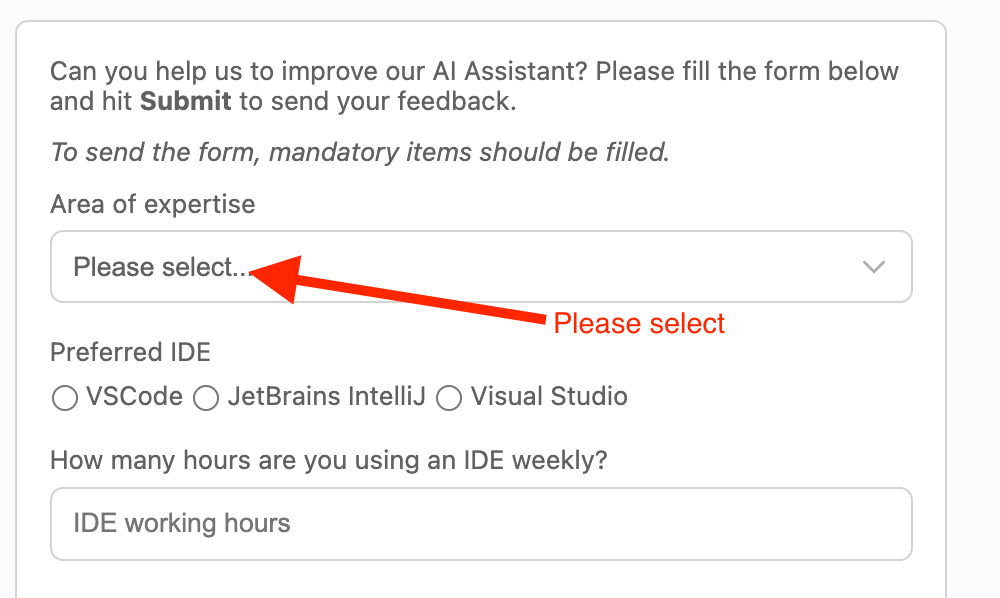 Can you help us to improve our AI Assistant? Please fill the form below
and hit Submit to send your feedback.
To send the form, mandatory items should be filled.
Area of expertise
Please select...
Please select
Preferred IDE
VSCode JetBrains IntelliJ Visual Studio
How many hours are you using an IDE weekly?
IDE working hours